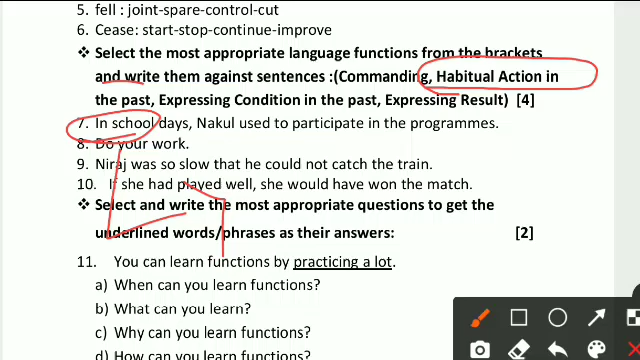 5. fell : joint-spare-control-cut
6. Cease: start-stop-continue-improve
❖ Select the most appropriate language functions from the brackets
and write them against sentences :(Commanding, Habitual Action in
the past, Expressing Condition in the past, Expressing Result) [4]
7. In school days, Nakul used to participate in the programmes.
8. Do your work.
9. Niraj was so slow that he could not catch the train.
10. If she had played well, she would have won the match.
❖ Select and write the most appropriate questions to get the
underlined words/phrases as their answers: [2]
11. You can learn functions by practicing a lot.
a) When can you learn functions?
b) What can you learn?
c) Why can you learn functions?
d) How can you learn functions?